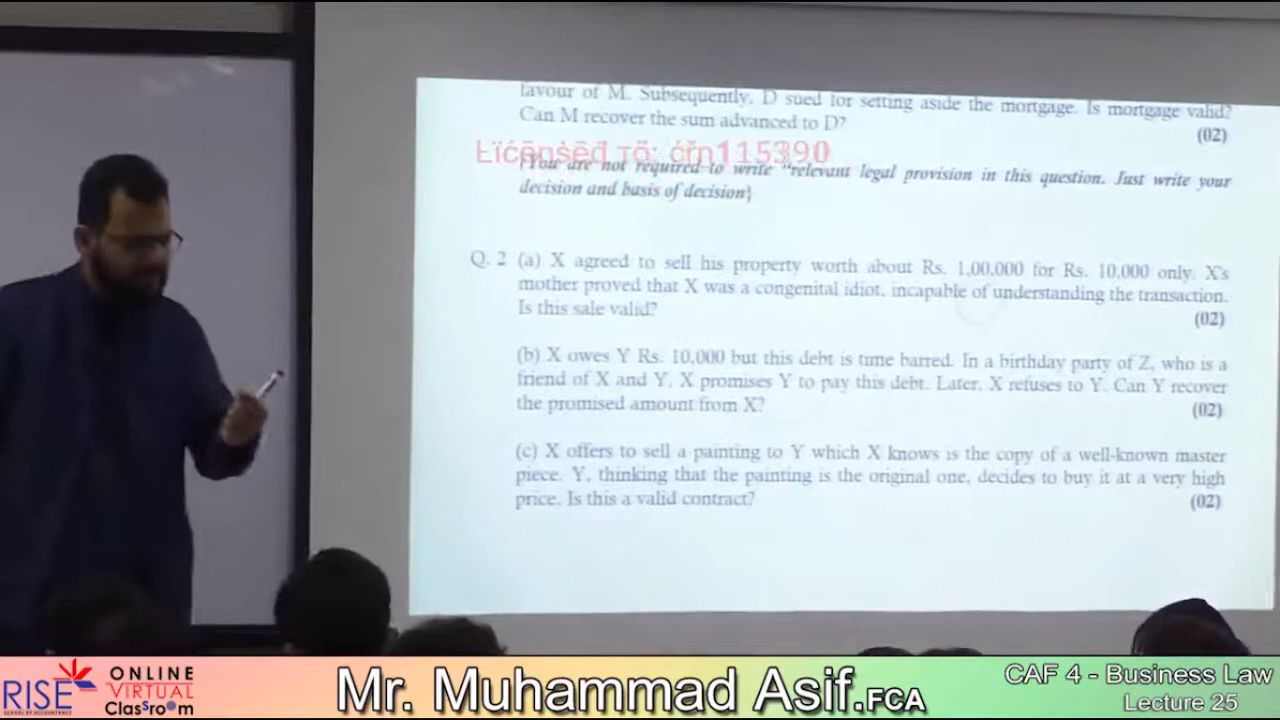 favour of M. Subsequently, D sued for setting aside the mortgage. Is mortgage valid?
Can M recover the sum advanced to D?
(02)
Łïćēņṡēđ тӧ: ćřn115390
{You are not required to write "relevant legal provision in this question. Just write your
decision and basis of decision}
Q. 2 (a) X agreed to sell his property worth about Rs. 1,00,000 for Rs. 10,000 only. X's
mother proved that X was a congenital idiot, incapable of understanding the transaction.
Is this sale valid?
(02)
(b) X owes Y Rs. 10,000 but this debt is time barred. In a birthday party of Z, who is a
friend of X and Y, X promises Y to pay this debt. Later, X refuses to Y. Can Y recover
the promised amount from X?
(02)
(c) X offers to sell a painting to Y which X knows is the copy of a well-known master
piece. Y, thinking that the painting is the original one, decides to buy it at a very high
price. Is this a valid contract?
(02)
RISE
SCHOOL OF ACCOUNTANCY
ONLINE
VIRTUAL
ClasSroOm
Mr. Muhammad Asif.FCA
CAF 4 - Business Law
Lecture 25